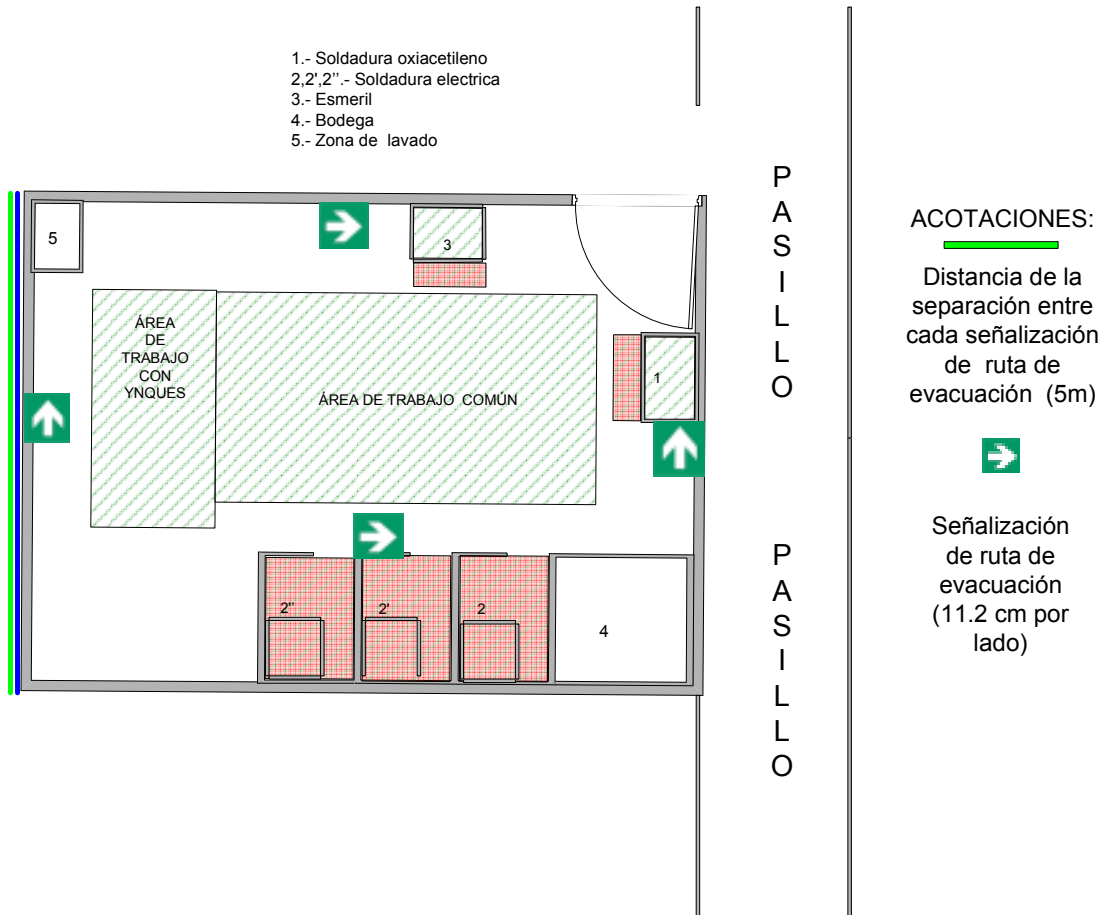 1.- Soldadura oxiacetileno
2,2',2''.- Soldadura electrica
3.- Esmeril
4.- Bodega
5.- Zona de  lavado
5
3
ÁREA
DE
TRABAJO
CON
YNQUES
ÁREA DE TRABAJO  COMÚN
1
2''
2'
2
4
P
A
S
I
L
L
O
P
A
S
I
L
L
O
ACOTACIONES:
Distancia de la
separación entre
cada señalización
de  ruta de
evacuación  (5m)
Señalización
de ruta de
evacuación
(11.2 cm por
lado)